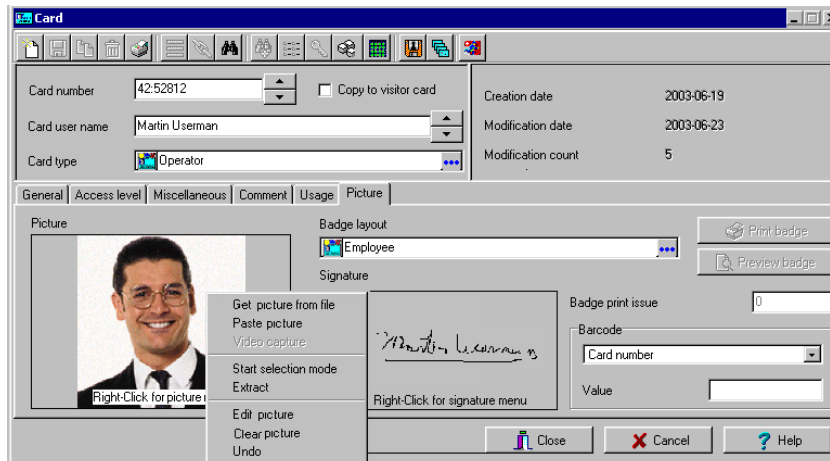 Card
Card number 42:52812 Copy to visitor card
Creation date 2003-06-19
Card user name Martin Userman
Modification date 2003-06-23
Card type Operator
Modification count 5
General Access level Miscellaneous Comment Usage Picture
Picture
Badge layout
Employee
Print badge
Preview badge
Signature
Get picture from file
Paste picture
Video capture
Start selection mode
Extract
Edit picture
Clear picture
Undo
Right-Click for picture
Martin Userman
Right-Click for signature menu
Badge print issue 0
Barcode
Card number
Value
Close Cancel Help